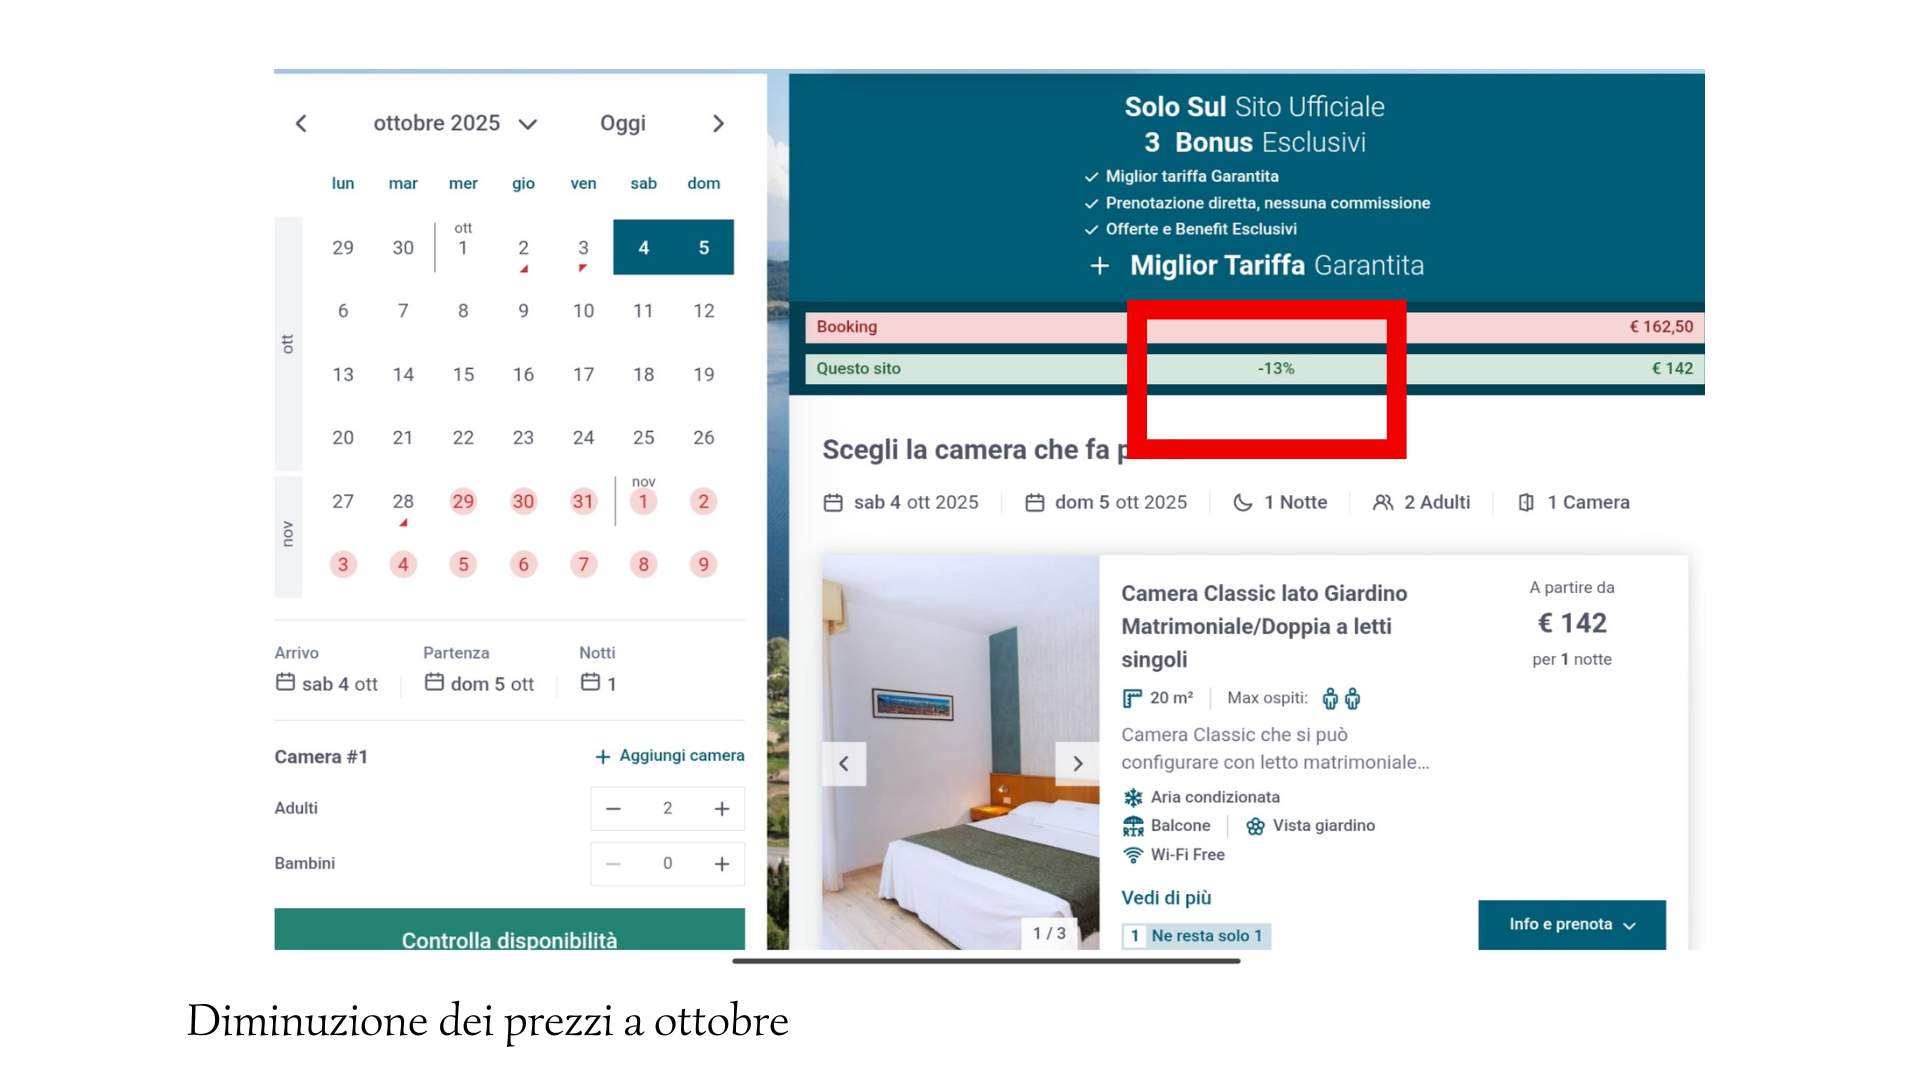 ottobre 2025
Oggi
lun mar mer gio ven sab dom
ott
29 30 1 2 3 4 5
6 7 8 9 10 11 12
ott
13 14 15 16 17 18 19
20 21 22 23 24 25 26
nov
27 28 29 30 31 1 2
nov
3 4 5 6 7 8 9
Arrivo Partenza Notti
sab 4 ott dom 5 ott 1
Camera #1 + Aggiungi camera
Adulti − 2 +
Bambini − 0 +
Controlla disponibilità
Solo Sul Sito Ufficiale
3 Bonus Esclusivi
Miglior tariffa Garantita
Prenotazione diretta, nessuna commissione
Offerte e Benefit Esclusivi
+ Miglior Tariffa Garantita
Booking € 162,50
Questo sito -13% € 142
Scegli la camera che fa
sab 4 ott 2025 dom 5 ott 2025 1 Notte 2 Adulti 1 Camera
Camera Classic lato Giardino
Matrimoniale/Doppia a letti
singoli
A partire da
€ 142
per 1 notte
20 m² Max ospiti:
Camera Classic che si può
configurare con letto matrimoniale...
Aria condizionata
Balcone Vista giardino
Wi-Fi Free
Vedi di più
1 Ne resta solo 1
1 / 3
Info e prenota
Diminuzione dei prezzi a ottobre